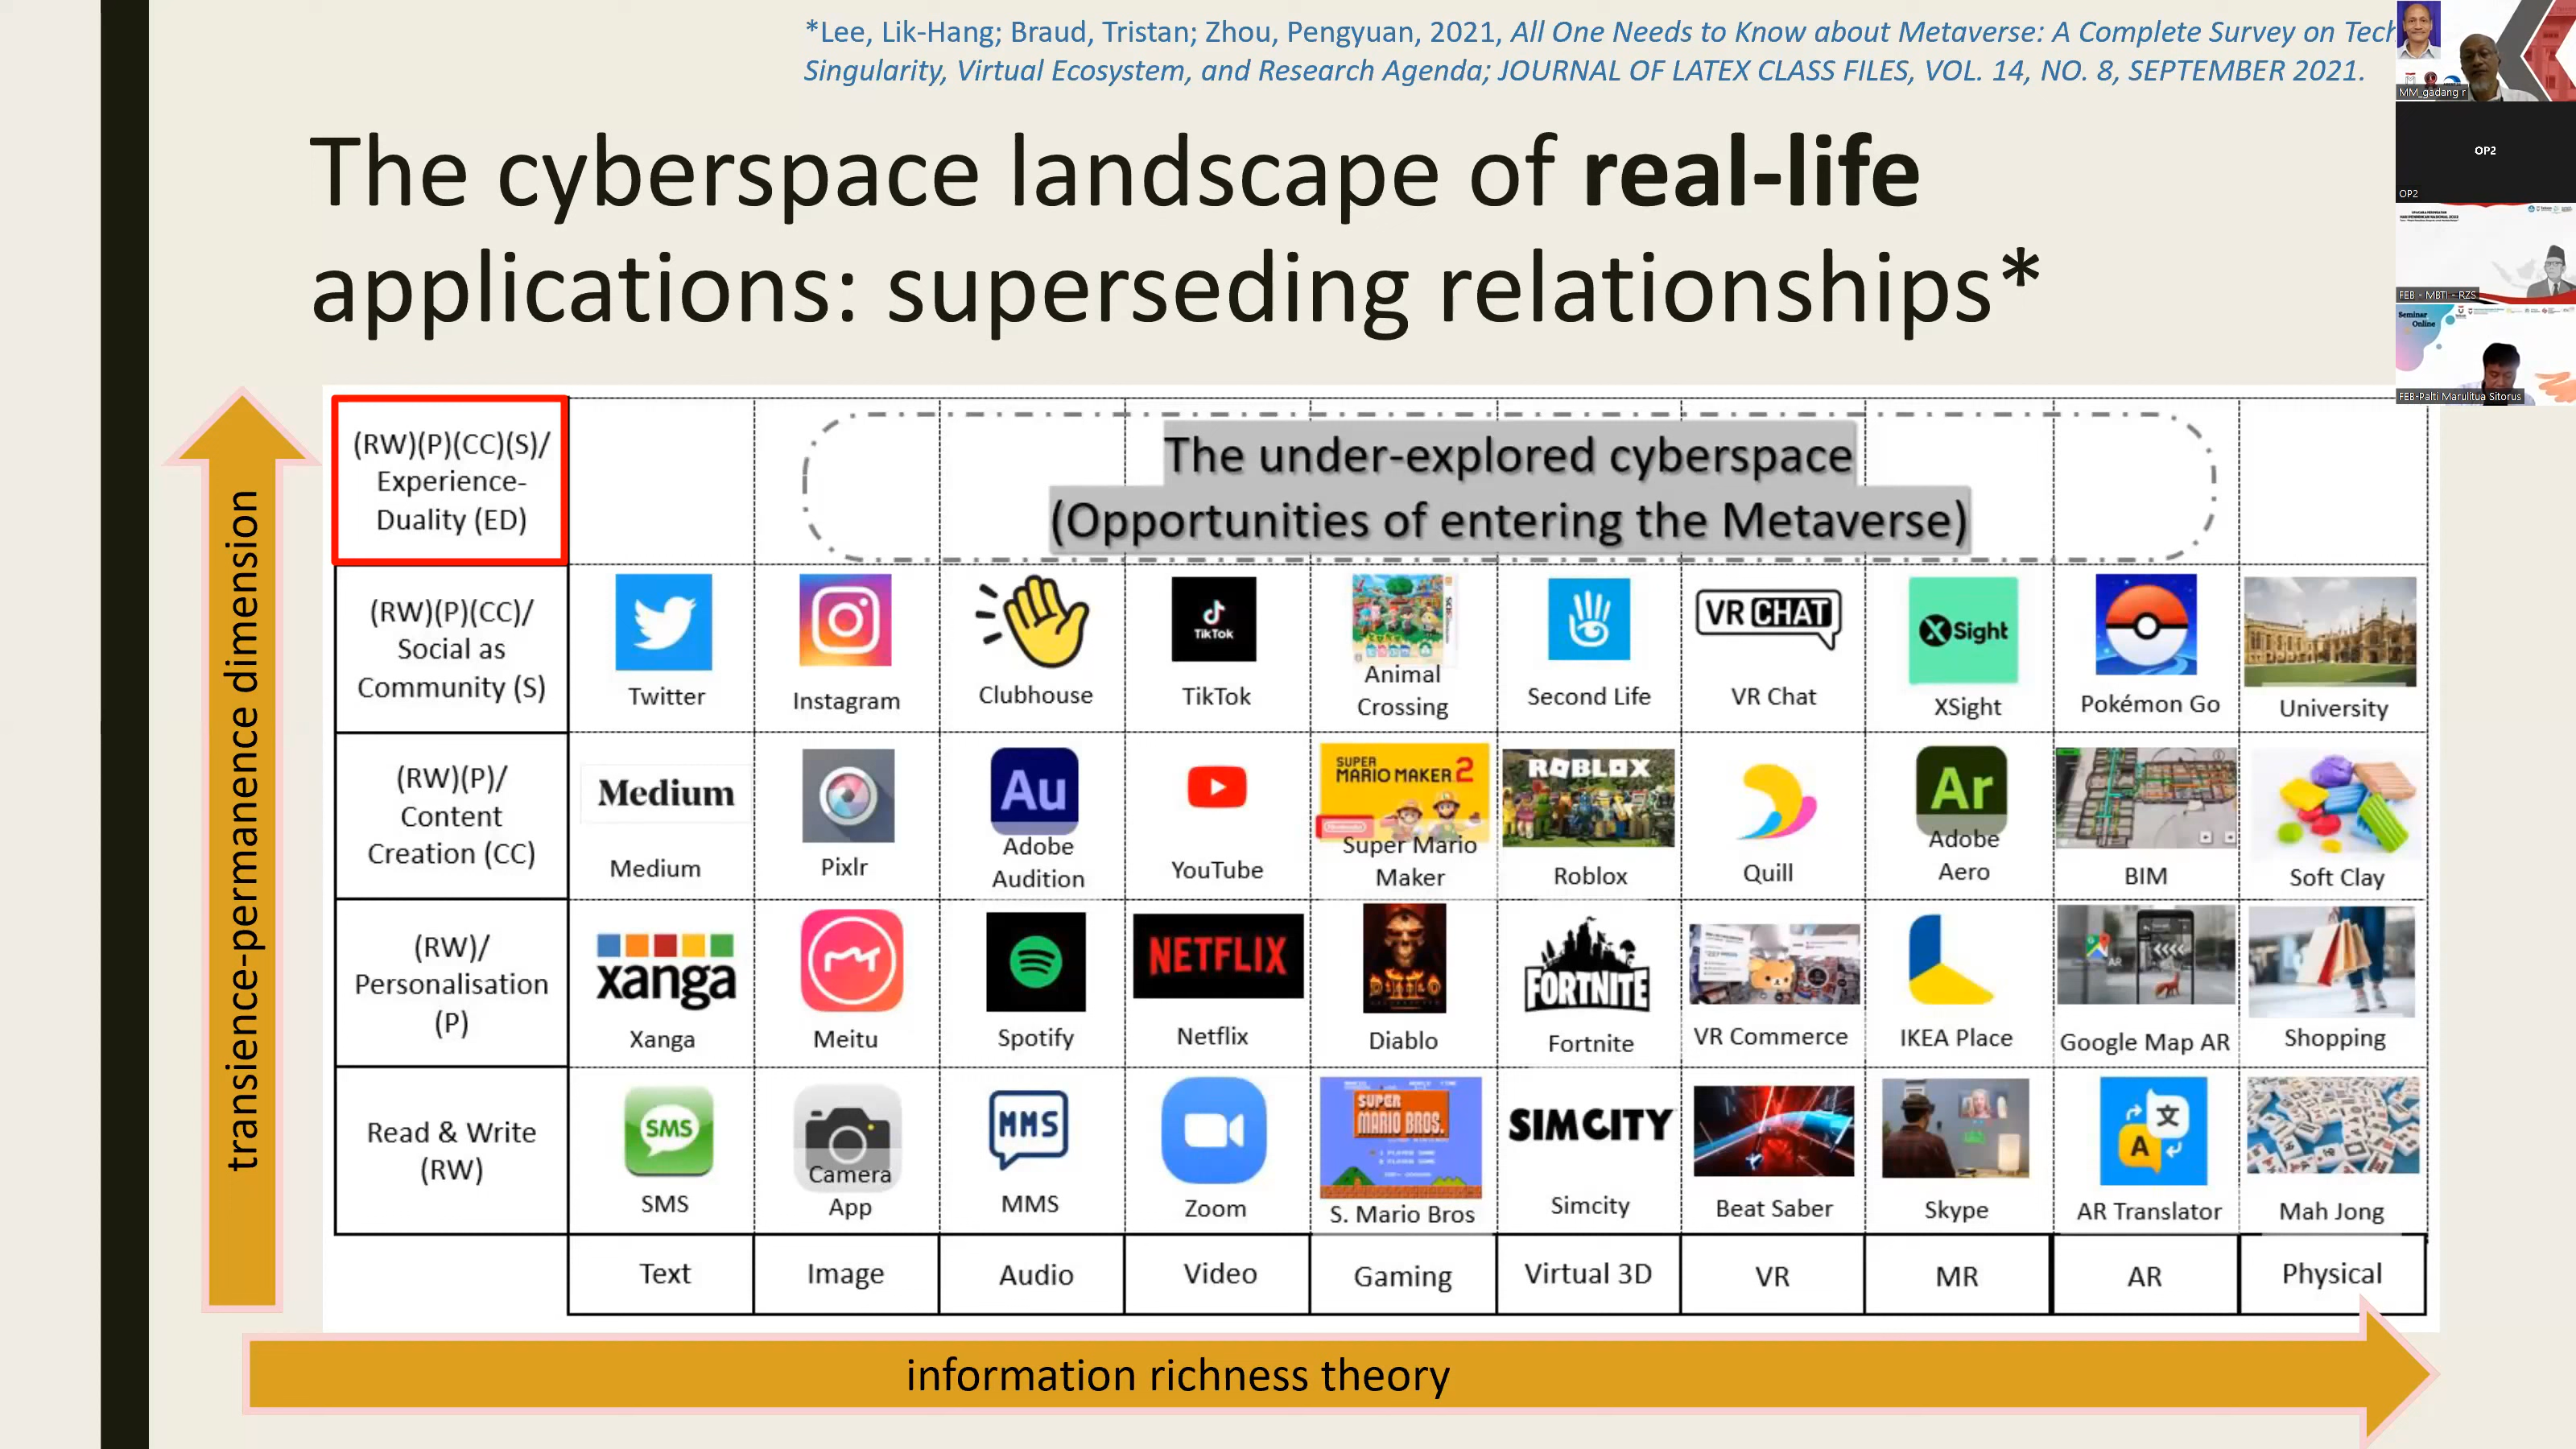 *Lee, Lik-Hang; Braud, Tristan; Zhou, Pengyuan, 2021, All One Needs to Know about Metaverse: A Complete Survey on Tech
Singularity, Virtual Ecosystem, and Research Agenda; JOURNAL OF LATEX CLASS FILES, VOL. 14, NO. 8, SEPTEMBER 2021.
MM_gadang r
OP2
OP2
FEB - MBTI - RZS
Seminar
Online
FEB-Palti Marulitua Sitorus
The cyberspace landscape of real-life
applications: superseding relationships*
transience-permanence dimension
(RW)(P)(CC)(S)/
Experience-
Duality (ED)
The under-explored cyberspace
(Opportunities of entering the Metaverse)
(RW)(P)(CC)/
Social as
Community (S)
TikTok
VR CHAT
XSight
Twitter
Instagram
Clubhouse
TikTok
Animal
Crossing
Second Life
VR Chat
XSight
Pokémon Go
University
(RW)(P)/
Content
Creation (CC)
Medium
Au
SUPER
MARIO MAKER 2
Nintendo
ROBLOX
Ar
Medium
Pixlr
Adobe
Audition
YouTube
Super Mario
Maker
Roblox
Quill
Adobe
Aero
BIM
Soft Clay
(RW)/
Personalisation
(P)
xanga
NETFLIX
DIABLO
FORTNITE
AR
Xanga
Meitu
Spotify
Netflix
Diablo
Fortnite
VR Commerce
IKEA Place
Google Map AR
Shopping
Read & Write
(RW)
SMS
MMS
SUPER
MARIO BROS.
SIMCITY
文
A
SMS
Camera
App
MMS
Zoom
S. Mario Bros
Simcity
Beat Saber
Skype
AR Translator
Mah Jong
Text
Image
Audio
Video
Gaming
Virtual 3D
VR
MR
AR
Physical
information richness theory